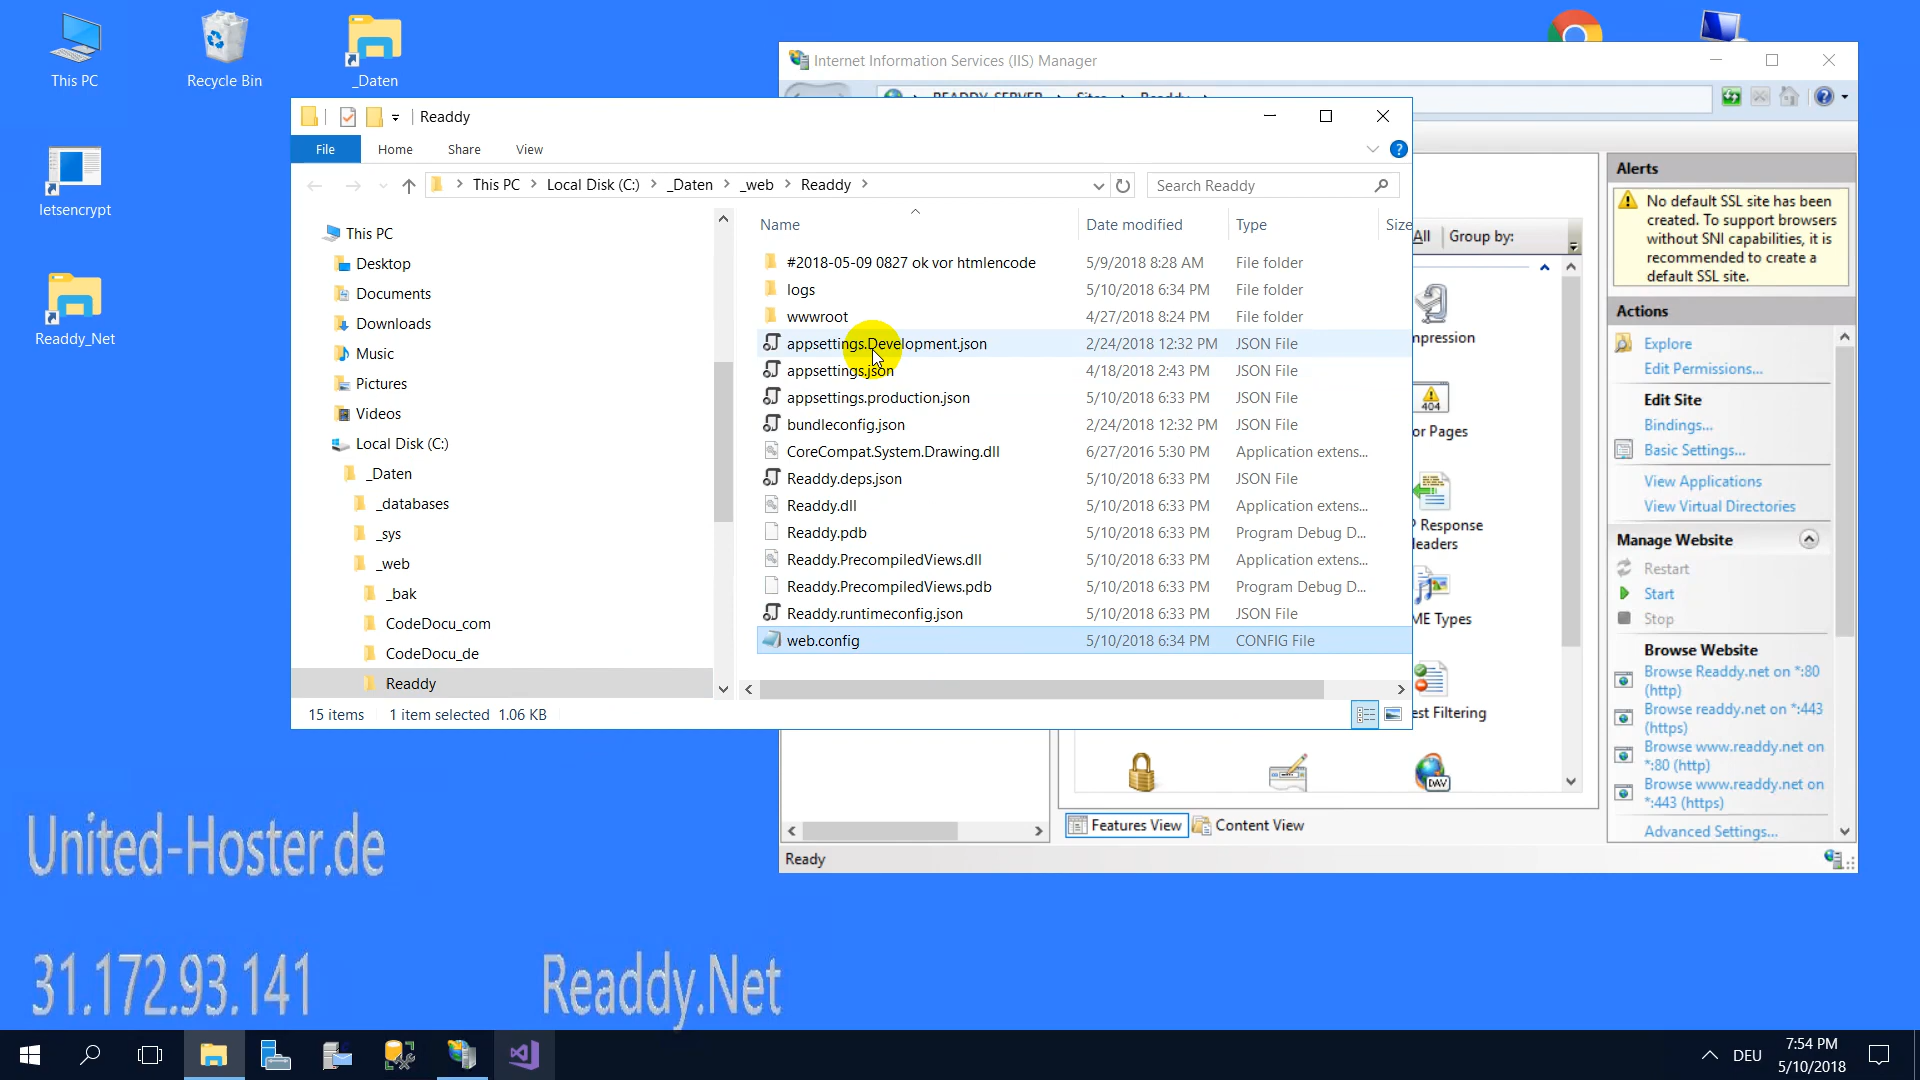 This PC
Recycle Bin
_Daten
letsencrypt
Readdy_Net
Internet Information Services (IIS) Manager
Readdy
File
Home
Share
View
This PC
Local Disk (C:)
_Daten
_web
Readdy
Search Readdy
This PC
Desktop
Documents
Downloads
Music
Pictures
Videos
Local Disk (C:)
_Daten
_databases
_sys
_web
_bak
CodeDocu_com
CodeDocu_de
Readdy
Name Date modified Type Size
#2018-05-09 0827 ok vor htmlencode 5/9/2018 8:28 AM File folder
logs 5/10/2018 6:34 PM File folder
wwwroot 4/27/2018 8:24 PM File folder
appsettings.Development.json 2/24/2018 12:32 PM JSON File
appsettings.json 4/18/2018 2:43 PM JSON File
appsettings.production.json 5/10/2018 6:33 PM JSON File
bundleconfig.json 2/24/2018 12:32 PM JSON File
CoreCompat.System.Drawing.dll 6/27/2016 5:30 PM Application extens...
Readdy.deps.json 5/10/2018 6:33 PM JSON File
Readdy.dll 5/10/2018 6:33 PM Application extens...
Readdy.pdb 5/10/2018 6:33 PM Program Debug D...
Readdy.PrecompiledViews.dll 5/10/2018 6:33 PM Application extens...
Readdy.PrecompiledViews.pdb 5/10/2018 6:33 PM Program Debug D...
Readdy.runtimeconfig.json 5/10/2018 6:33 PM JSON File
web.config 5/10/2018 6:34 PM CONFIG File
15 items 1 item selected 1.06 KB
All Group by:
mpression
404
or Pages
P Response
Headers
ME Types
est Filtering
DAV
Features View
Content View
Ready
Alerts
No default SSL site has been
created. To support browsers
without SNI capabilities, it is
recommended to create a
default SSL site.
Actions
Explore
Edit Permissions...
Edit Site
Bindings...
Basic Settings...
View Applications
View Virtual Directories
Manage Website
Restart
Start
Stop
Browse Website
Browse Readdy.net on *:80
(http)
Browse readdy.net on *:443
(https)
Browse www.readdy.net on
*:80 (http)
Browse www.readdy.net on
*:443 (https)
Advanced Settings...
United-Hoster.de
31.172.93.141
Readdy.Net
DEU
7:54 PM
5/10/2018